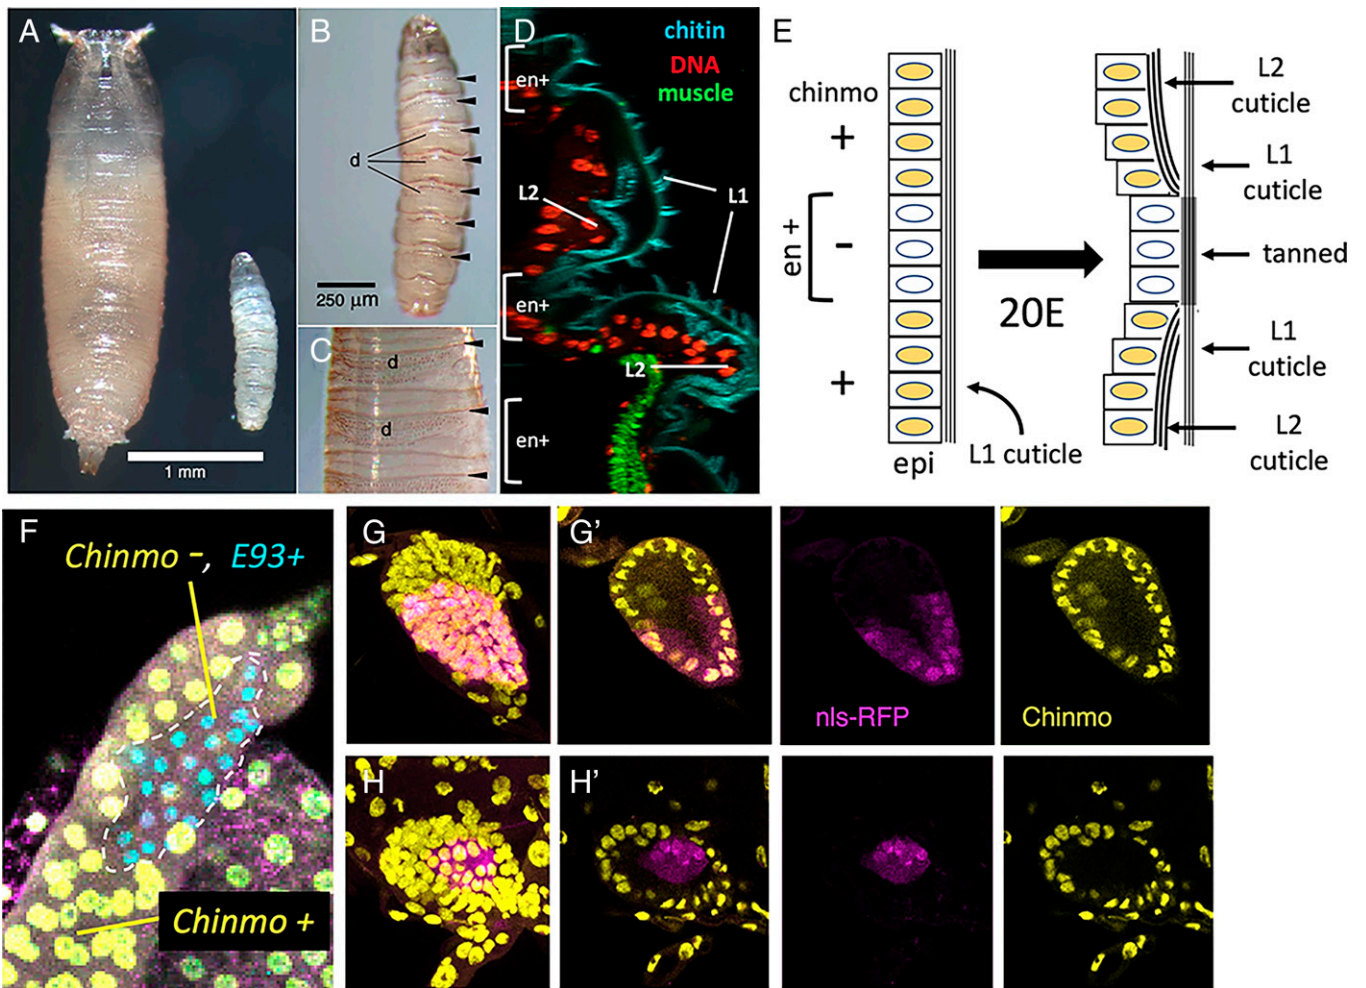 A
1 mm
B
d
250 µm
C
d
d
D
chitin
DNA
muscle
en+
en+
en+
L2
L1
L2
E
chinmo
+
en +
-
+
epi
L1 cuticle
20E
L2
cuticle
L1
cuticle
tanned
L1
cuticle
L2
cuticle
F
Chinmo -, E93+
Chinmo +
G
G'
nls-RFP
Chinmo
H
H'